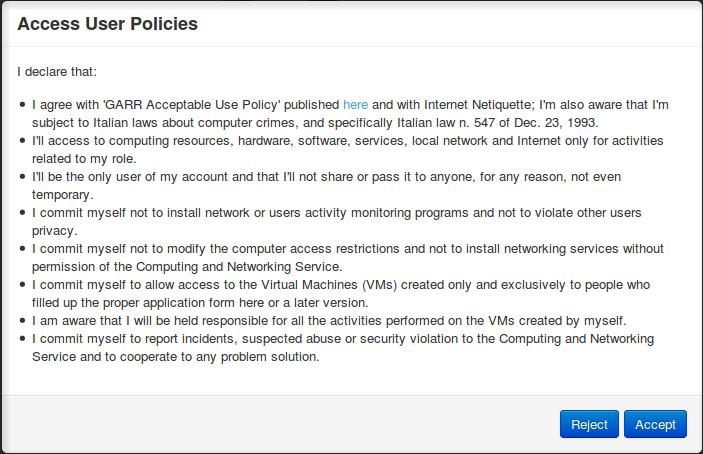 Access User Policies
I declare that:
• I agree with 'GARR Acceptable Use Policy' published here and with Internet Netiquette; I'm also aware that I'm
subject to Italian laws about computer crimes, and specifically Italian law n. 547 of Dec. 23, 1993.
• I'll access to computing resources, hardware, software, services, local network and Internet only for activities
related to my role.
• I'll be the only user of my account and that I'll not share or pass it to anyone, for any reason, not even
temporary.
• I commit myself not to install network or users activity monitoring programs and not to violate other users
privacy.
• I commit myself not to modify the computer access restrictions and not to install networking services without
permission of the Computing and Networking Service.
• I commit myself to allow access to the Virtual Machines (VMs) created only and exclusively to people who
filled up the proper application form here or a later version.
• I am aware that I will be held responsible for all the activities performed on the VMs created by myself.
• I commit myself to report incidents, suspected abuse or security violation to the Computing and Networking
Service and to cooperate to any problem solution.
Reject Accept